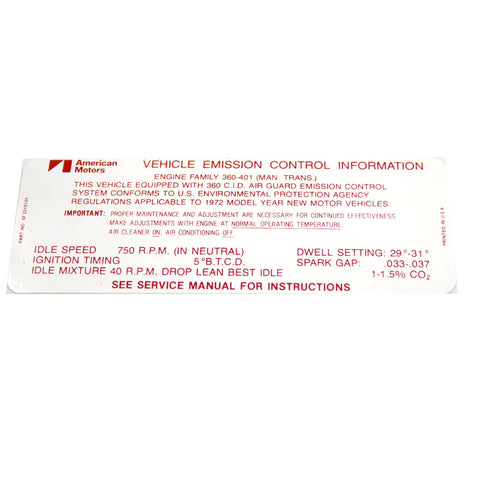 American
Motors
VEHICLE EMISSION CONTROL INFORMATION
ENGINE FAMILY 360-401 (MAN. TRANS.)
THIS VEHICLE EQUIPPED WITH 360 C.I.D. AIR GUARD EMISSION CONTROL
SYSTEM CONFORMS TO U.S. ENVIRONMENTAL PROTECTION AGENCY
REGULATIONS APPLICABLE TO 1972 MODEL YEAR NEW MOTOR VEHICLES.
IMPORTANT: PROPER MAINTENANCE AND ADJUSTMENT ARE NECESSARY FOR CONTINUED EFFECTIVENESS
MAKE ADJUSTMENTS WITH ENGINE AT NORMAL OPERATING TEMPERATURE
AIR CLEANER ON, AIR CONDITIONING OFF.
IDLE SPEED 750 R.P.M. (IN NEUTRAL) DWELL SETTING: 29°-31°
IGNITION TIMING 5°B.T.C.D. SPARK GAP: .033-.037
IDLE MIXTURE 40 R.P.M. DROP LEAN BEST IDLE 1-1.5% CO₂
SEE SERVICE MANUAL FOR INSTRUCTIONS
PART NO.
PRINTED IN U.S.A.